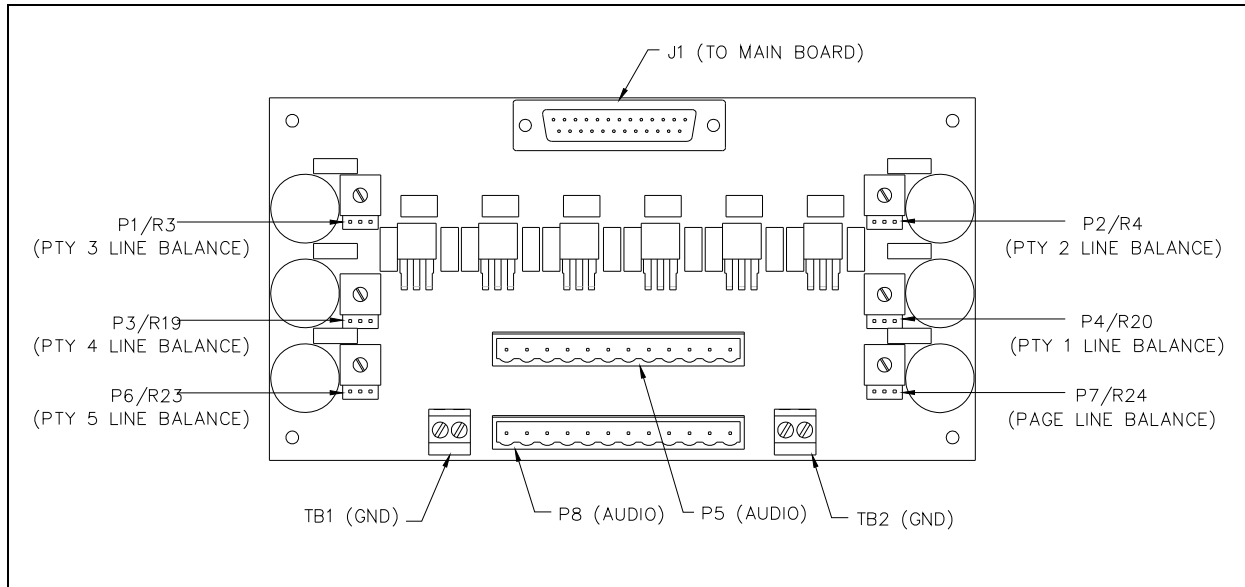 J1 (TO MAIN BOARD)
P1/R3
(PTY 3 LINE BALANCE)
P2/R4
(PTY 2 LINE BALANCE)
P3/R19
(PTY 4 LINE BALANCE)
P4/R20
(PTY 1 LINE BALANCE)
P6/R23
(PTY 5 LINE BALANCE)
P7/R24
(PAGE LINE BALANCE)
TB1 (GND)
P8 (AUDIO)
P5 (AUDIO)
TB2 (GND)